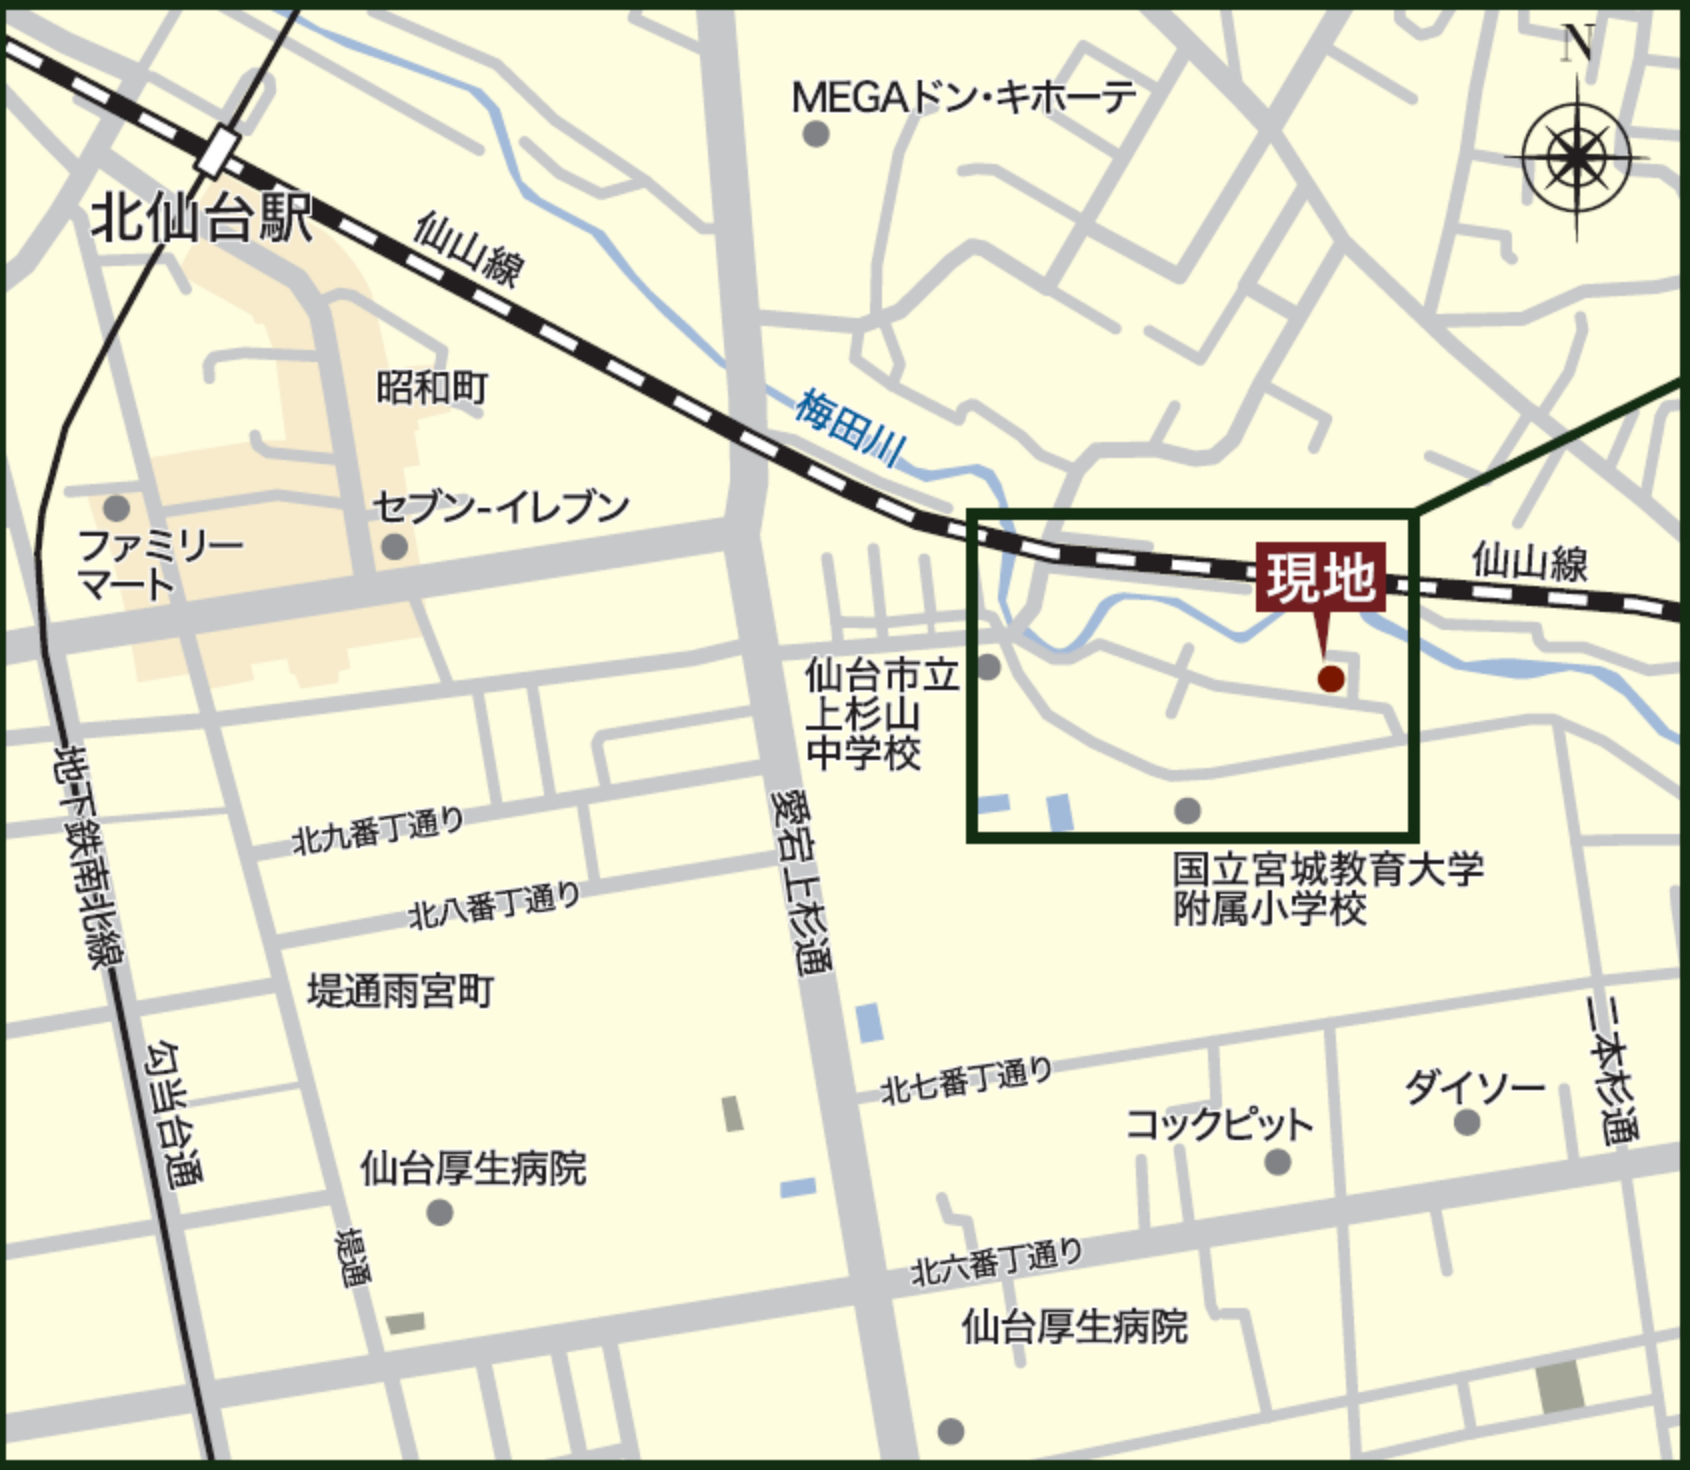 N
MEGAドン・キホーテ
北仙台駅
仙山線
昭和町
梅田川
セブン-イレブン
ファミリー
マート
現地
仙山線
仙台市立
上杉山
中学校
地下鉄南北線
北九番丁通り
愛宕上杉通
国立宮城教育大学
附属小学校
北八番丁通り
堤通雨宮町
二本杉通
勾当台通
北七番丁通り
ダイソー
コックピット
仙台厚生病院
堤通
北六番丁通り
仙台厚生病院